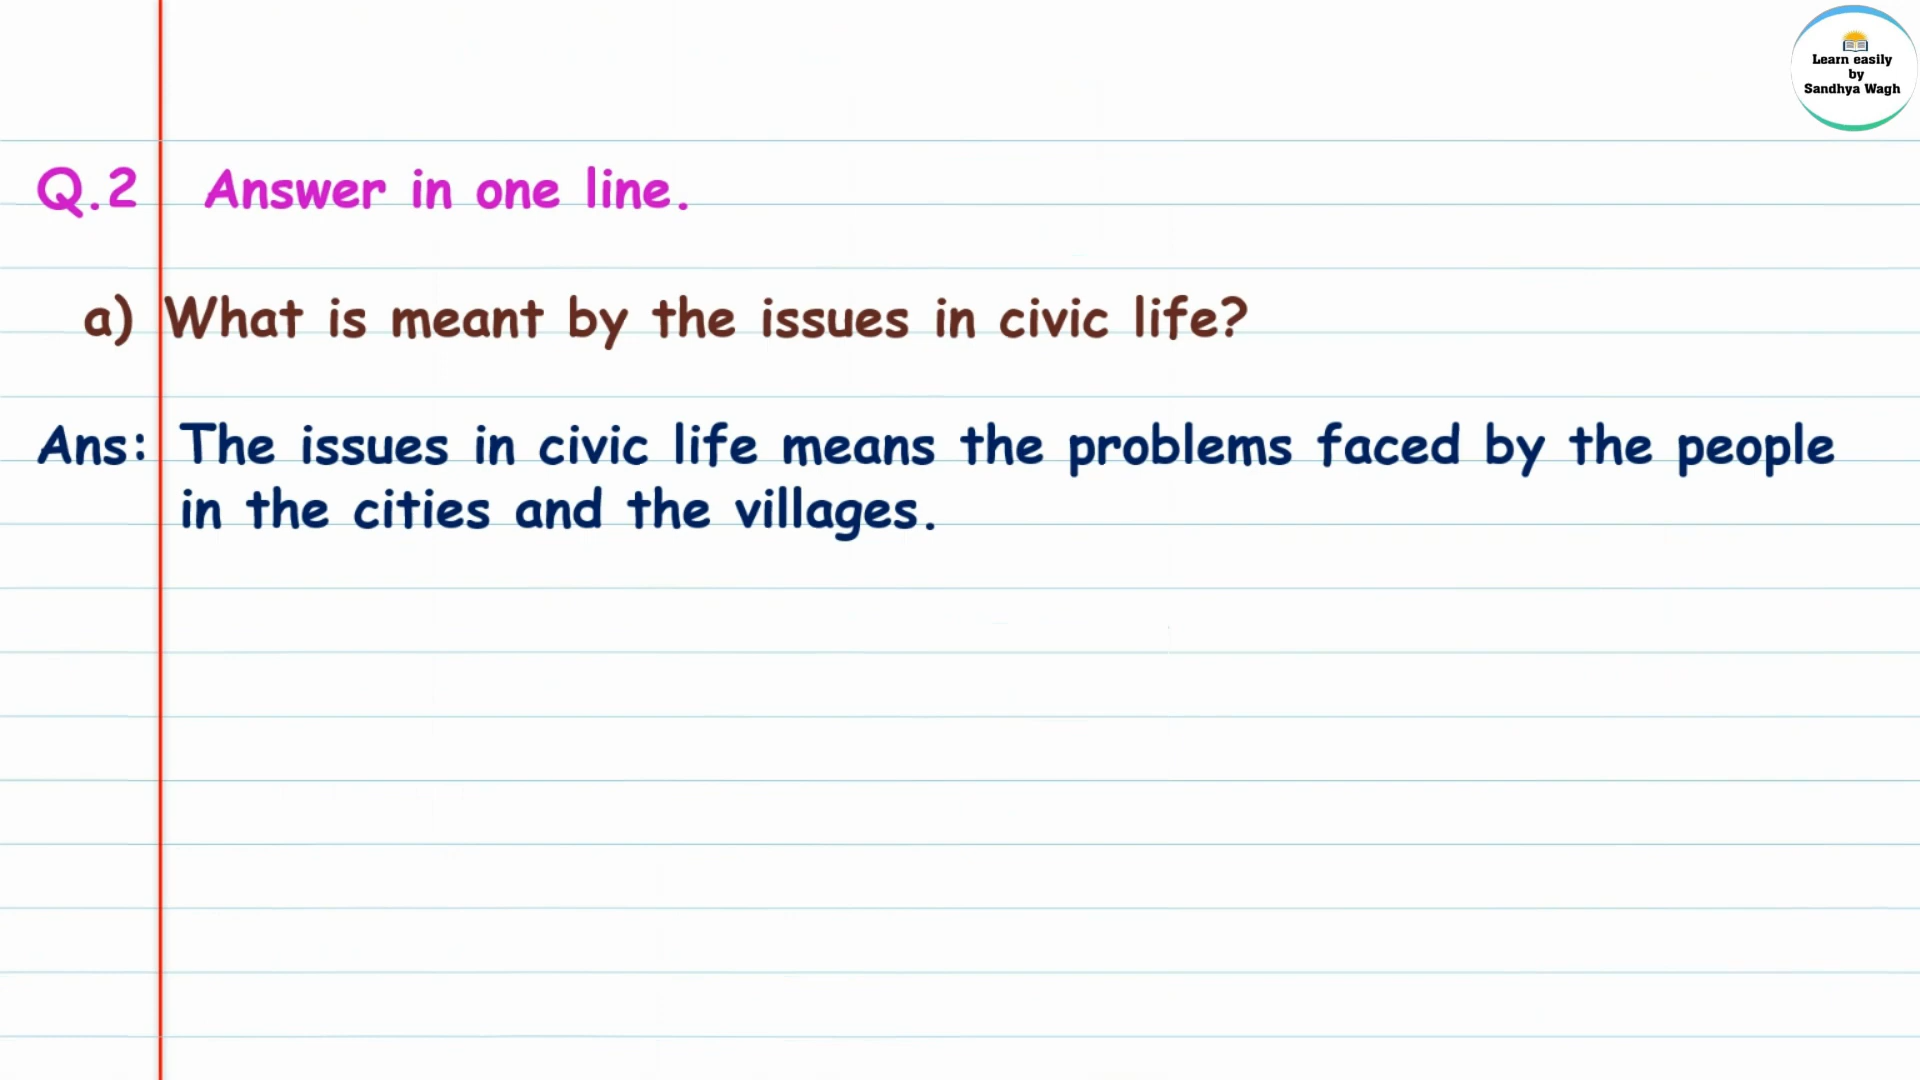 Learn easily
by
Sandhya Wagh
Q.2 Answer in one line.
a) What is meant by the issues in civic life?
Ans: The issues in civic life means the problems faced by the people
in the cities and the villages.